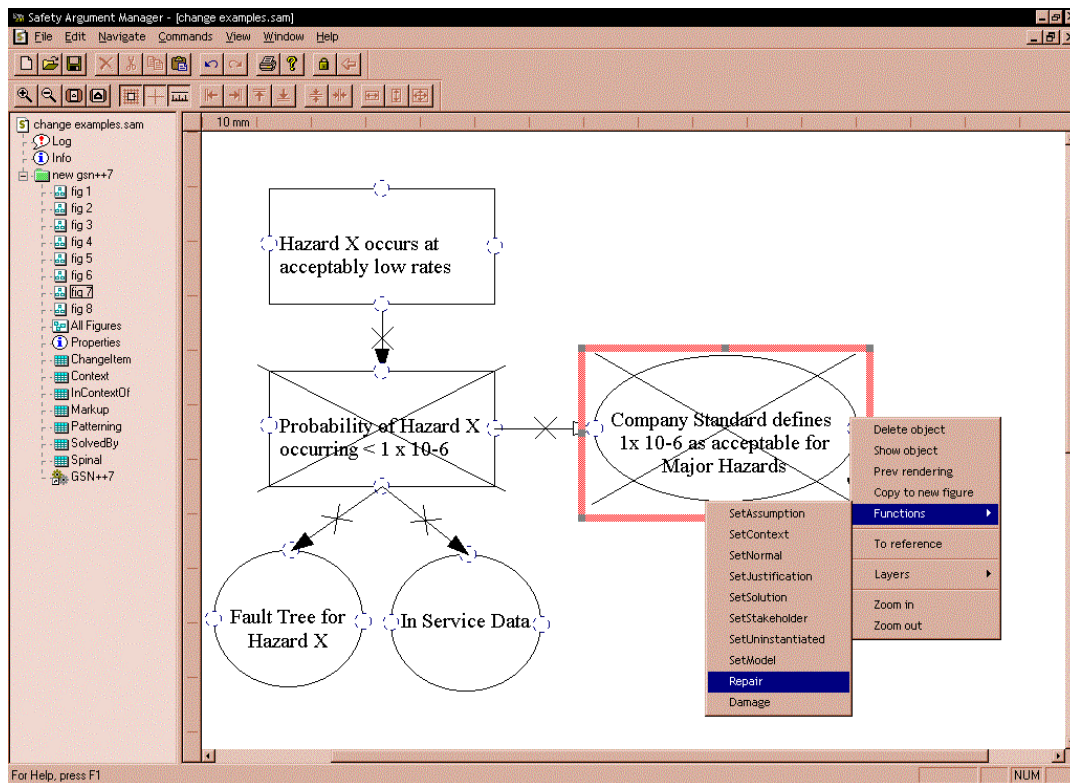 Safety Argument Manager - [change examples.sam]
File Edit Navigate Commands View Window Help
change examples.sam
Log
Info
new gsn++7
fig 1
fig 2
fig 3
fig 4
fig 5
fig 6
fig 7
fig 8
All Figures
Properties
ChangeItem
Context
InContextOf
Markup
Patterning
SolvedBy
Spinal
GSN++7
10 mm
Hazard X occurs at
acceptably low rates
Probability of Hazard X
occurring < 1 x 10-6
Company Standard defines
1x 10-6 as acceptable for
Major Hazards
Fault Tree for
Hazard X
In Service Data
Delete object
Show object
Prev rendering
Copy to new figure
Functions
To reference
Layers
Zoom in
Zoom out
SetAssumption
SetContext
SetNormal
SetJustification
SetSolution
SetStakeholder
SetUninstantiated
SetModel
Repair
Damage
For Help, press F1
NUM